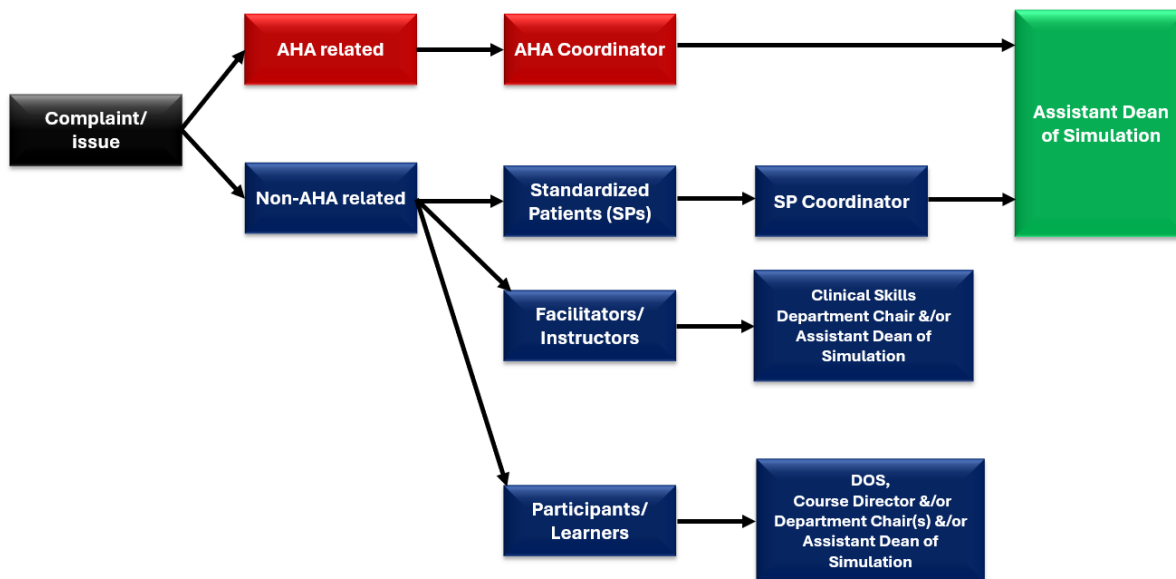 AHA related
AHA Coordinator
Complaint/
issue
Assistant Dean
of Simulation
Non-AHA related
Standardized
Patients (SPs)
SP Coordinator
Facilitators/
Instructors
Clinical Skills
Department Chair &/or
Assistant Dean of
Simulation
Participants/
Learners
DOS,
Course Director &/or
Department Chair(s) &/or
Assistant Dean of
Simulation